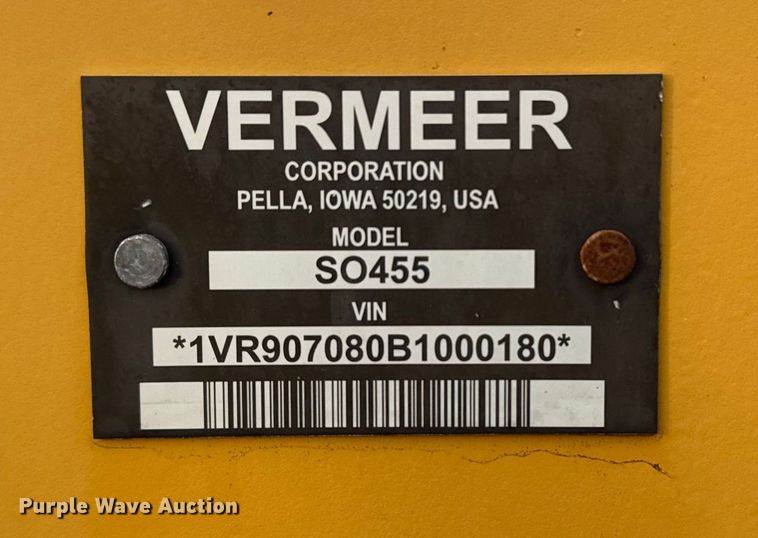 VERMEER
CORPORATION
PELLA, IOWA 50219, USA
MODEL
SO455
VIN
*1VR907080B1000180*
Purple Wave Auction®